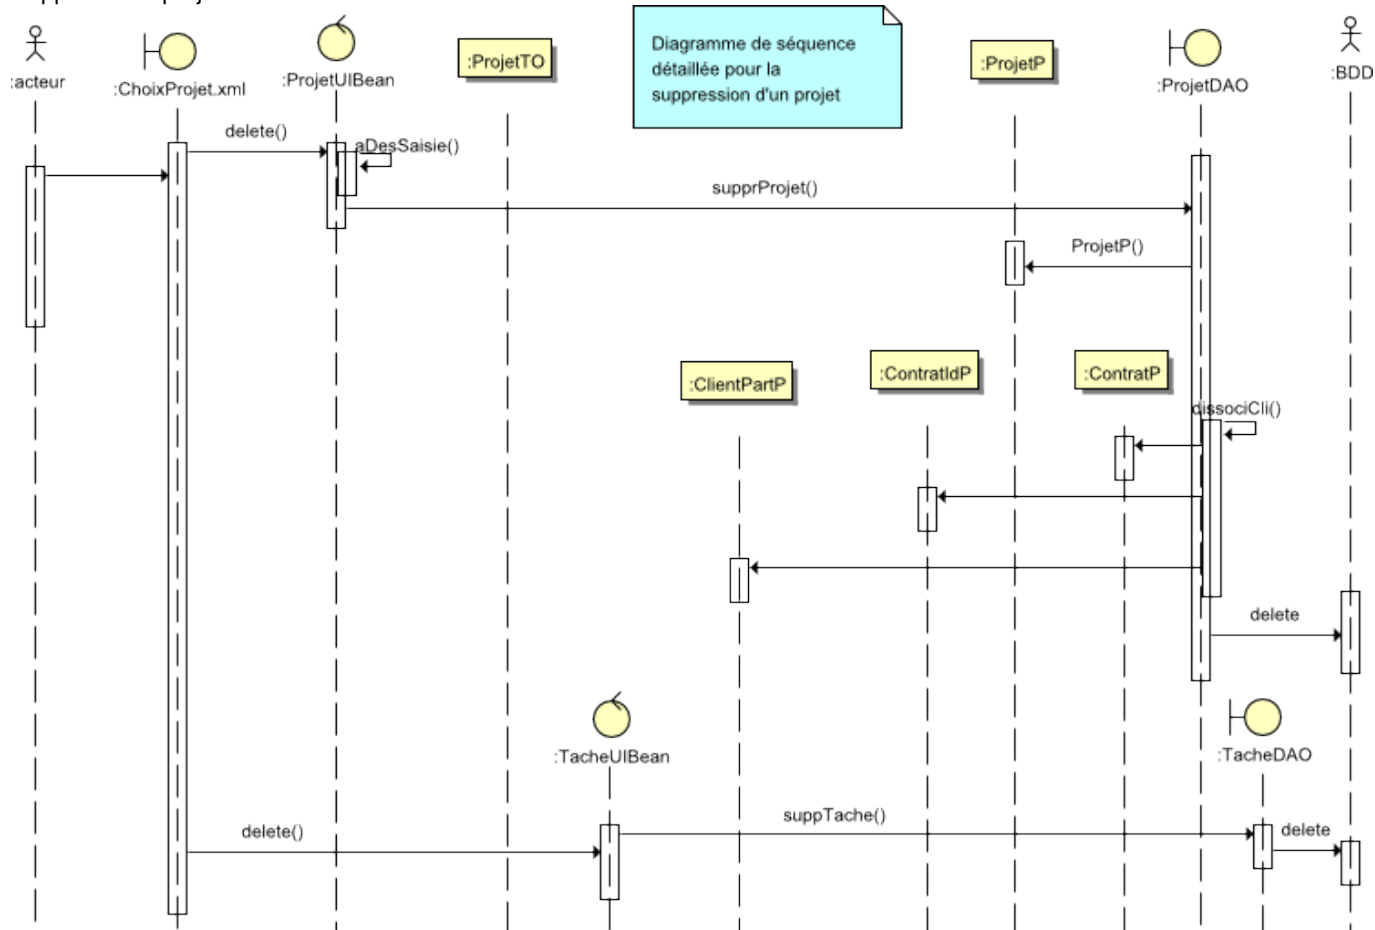 :acteur
:ChoixProjet.xml
:ProjetUIBean
:ProjetTO
Diagramme de séquence
détaillée pour la
suppression d'un projet
:ProjetP
:ProjetDAO
:BDD
delete()
aDesSaisie()
supprProjet()
ProjetP()
:ClientPartP
:ContratIdP
:ContratP
dissociCli()
delete
:TacheUIBean
:TacheDAO
suppTache()
delete()
delete